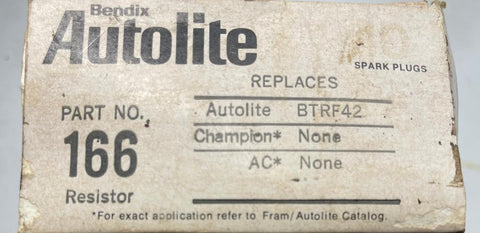 Bendix
Autolite
SPARK PLUGS
REPLACES
PART NO. Autolite BTRF42
Champion* None
166 AC* None
Resistor
*For exact application refer to Fram/Autolite Catalog.